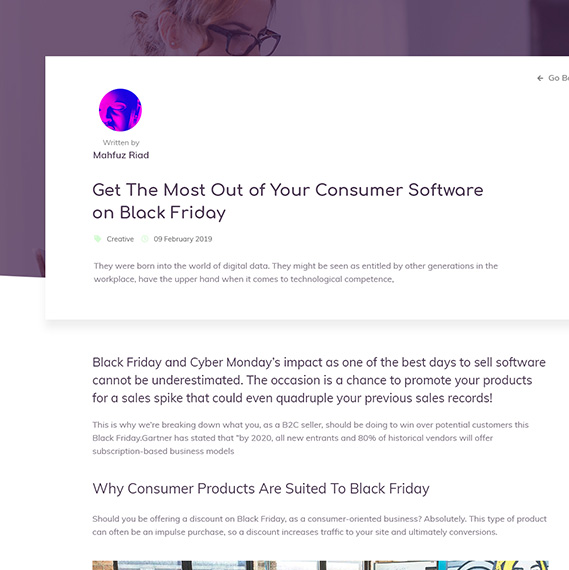 ← Go B
Written by
Mahfuz Riad
Get The Most Out of Your Consumer Software
on Black Friday
Creative 09 February 2019
They were born into the world of digital data. They might be seen as entitled by other generations in the
workplace, have the upper hand when it comes to technological competence,
Black Friday and Cyber Monday's impact as one of the best days to sell software
cannot be underestimated. The occasion is a chance to promote your products
for a sales spike that could even quadruple your previous sales records!
This is why we're breaking down what you, as a B2C seller, should be doing to win over potential customers this
Black Friday.Gartner has stated that "by 2020, all new entrants and 80% of historical vendors will offer
subscription-based business models
Why Consumer Products Are Suited To Black Friday
Should you be offering a discount on Black Friday, as a consumer-oriented business? Absolutely. This type of product
can often be an impulse purchase, so a discount increases traffic to your site and ultimately conversions.